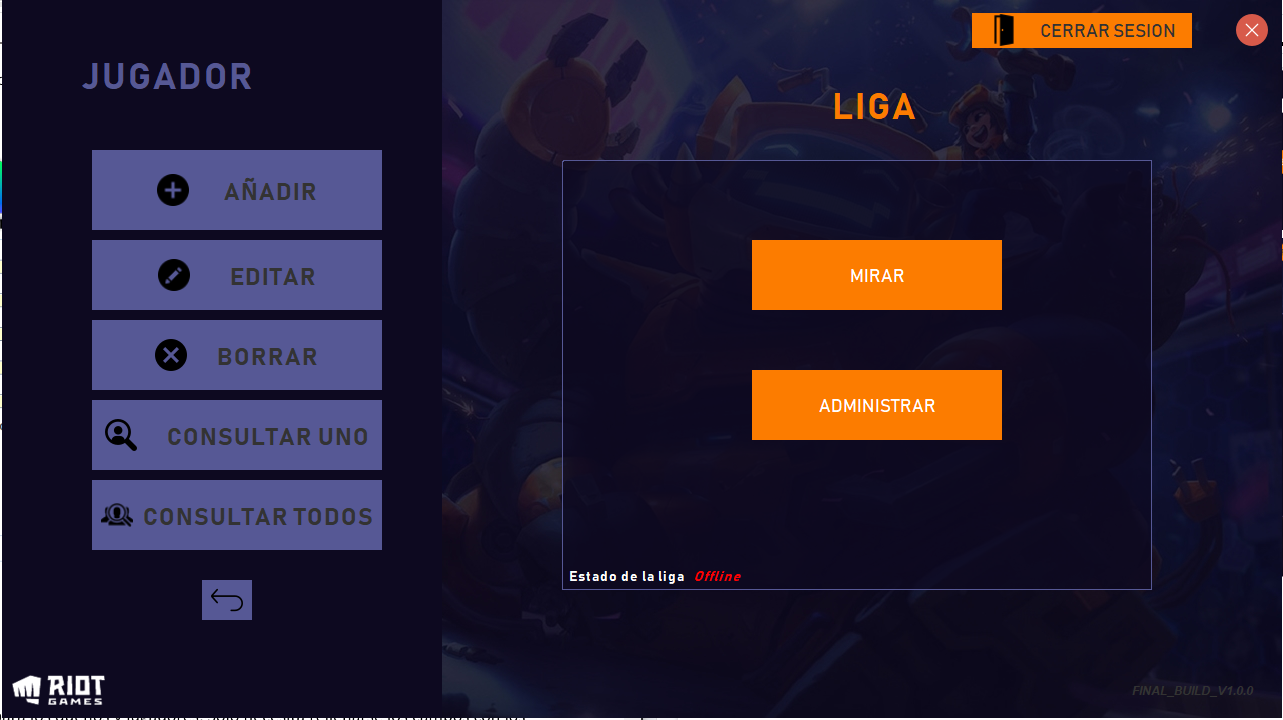 CERRAR SESION
JUGADOR
LIGA
AÑADIR
EDITAR
BORRAR
CONSULTAR UNO
CONSULTAR TODOS
MIRAR
ADMINISTRAR
Estado de la liga Offline
RIOT
GAMES
FINAL_BUILD_V1.0.0